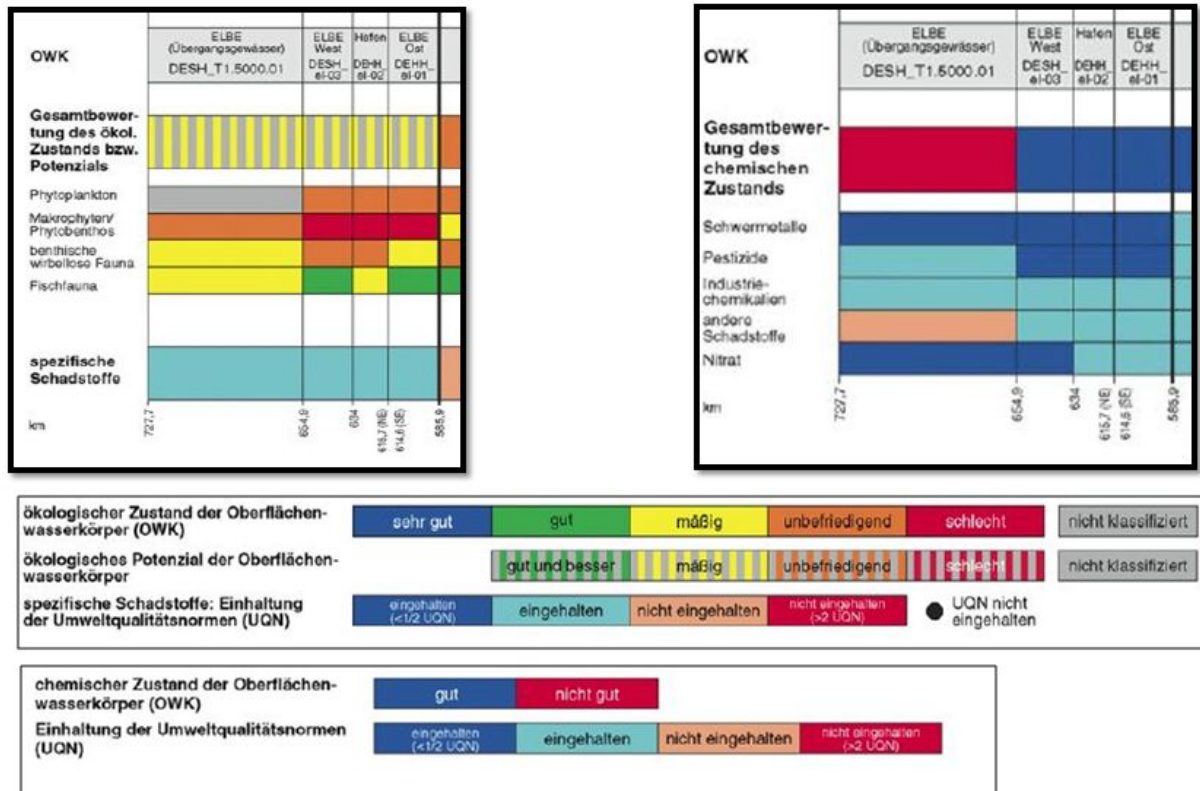 OWK
ELBE
(Übergangsgewässer)
DESH_T1.5000.01
ELBE
West
DESH_
el-03
Hafen
DEHH_
el-02
ELBE
Ost
DEHH_
el-01
Gesamtbewer-
tung des ökol.
Zustands bzw.
Potenzials
Phytoplankton
Makrophyten/
Phytobenthos
benthische
wirbellose Fauna
Fischfauna
spezifische
Schadstoffe
km
727,7
654,9
634
615,7 (NE)
614,6 (SE)
585,9
OWK
ELBE
(Übergangsgewässer)
DESH_T1.5000.01
ELBE
West
DESH_
el-03
Hafen
DEHH_
el-02
ELBE
Ost
DEHH_
el-01
Gesamtbewer-
tung des
chemischen
Zustands
Schwermetalle
Pestizide
Industrie-
chemikalien
andere
Schadstoffe
Nitrat
km
727,7
654,9
634
615,7 (NE)
614,6 (SE)
585,9
ökologischer Zustand der Oberflächen-
wasserkörper (OWK)
sehr gut
gut
mäßig
unbefriedigend
schlecht
nicht klassifiziert
ökologisches Potenzial der Oberflächen-
wasserkörper
gut und besser
mäßig
unbefriedigend
schlecht
nicht klassifiziert
spezifische Schadstoffe: Einhaltung
der Umweltqualitätsnormen (UQN)
eingehalten
(<1/2 UQN)
eingehalten
nicht eingehalten
nicht eingehalten
(>2 UQN)
UQN nicht
eingehalten
chemischer Zustand der Oberflächen-
wasserkörper (OWK)
gut
nicht gut
Einhaltung der Umweltqualitätsnormen
(UQN)
eingehalten
(<1/2 UQN)
eingehalten
nicht eingehalten
nicht eingehalten
(>2 UQN)